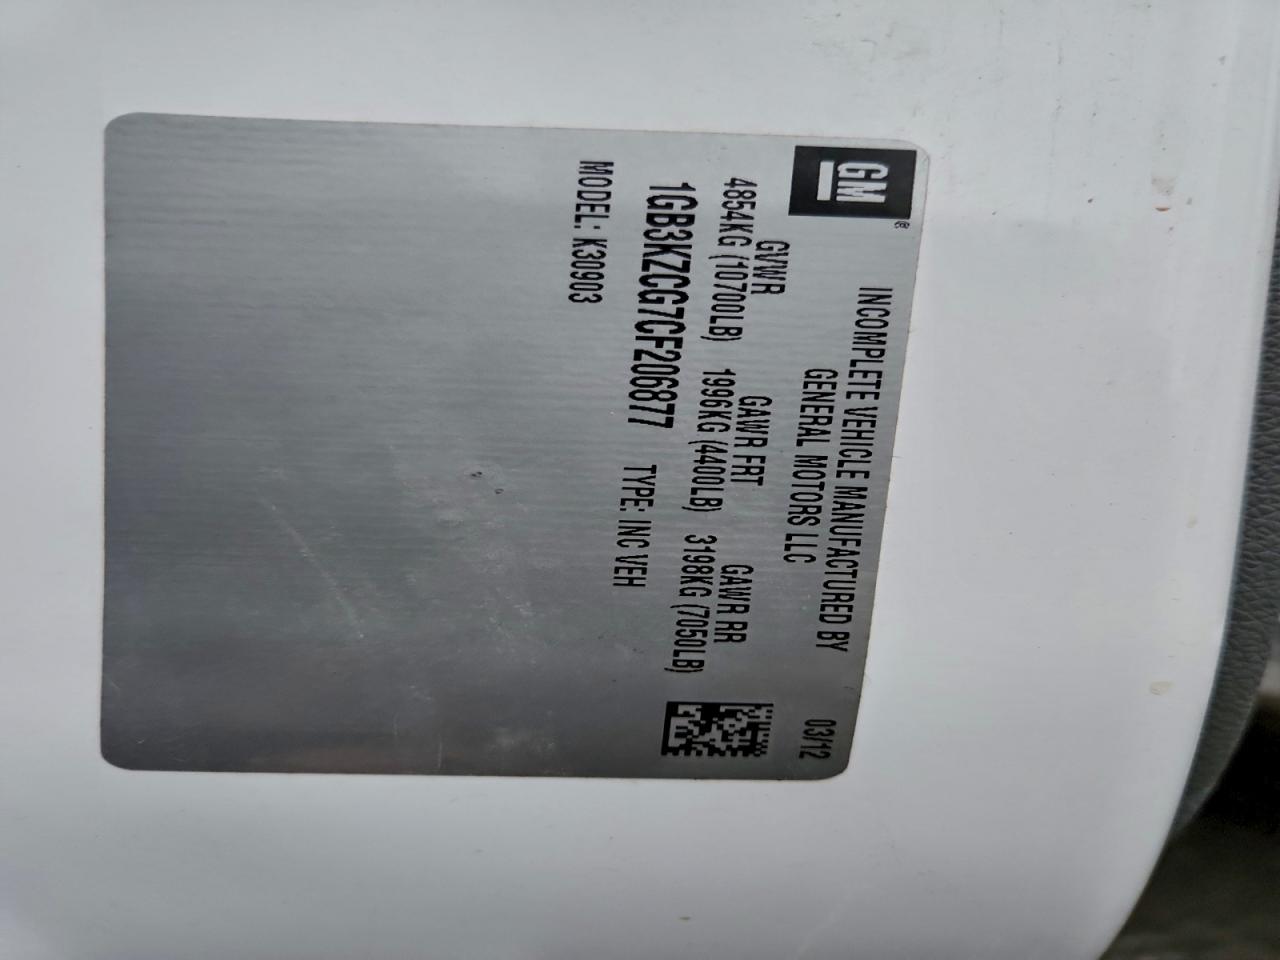 GM®
INCOMPLETE VEHICLE MANUFACTURED BY
GENERAL MOTORS LLC
03/12
GVWR GAWR FRT GAWR RR
4854KG (10700LB) 1996KG (4400LB) 3198KG (7050LB)
1GB3KZCG7CF206877 TYPE: INC VEH
MODEL: K30903